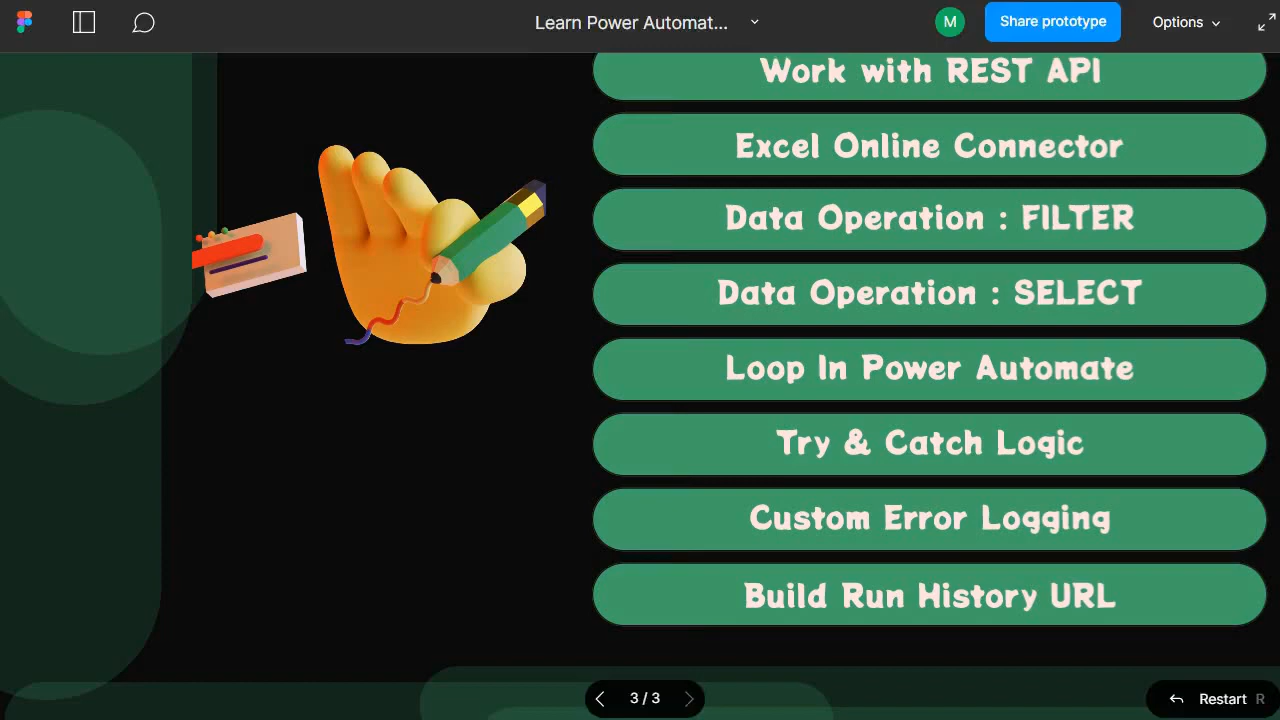 Learn Power Automat...
M
Share prototype
Options
Work with REST API
Excel Online Connector
Data Operation : FILTER
Data Operation : SELECT
Loop In Power Automate
Try & Catch Logic
Custom Error Logging
Build Run History URL
3 / 3
Restart R